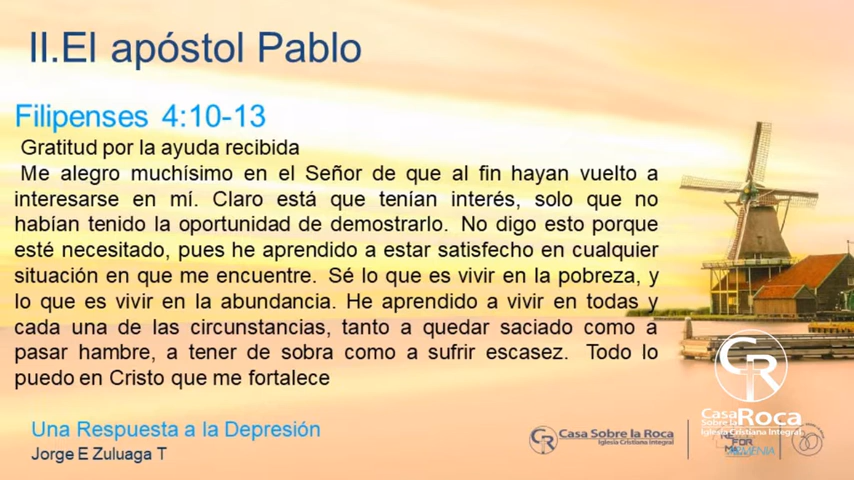 II.El apóstol Pablo
Filipenses 4:10-13
Gratitud por la ayuda recibida
Me alegro muchísimo en el Señor de que al fin hayan vuelto a
interesarse en mí. Claro está que tenían interés, solo que no
habían tenido la oportunidad de demostrarlo. No digo esto porque
esté necesitado, pues he aprendido a estar satisfecho en cualquier
situación en que me encuentre. Sé lo que es vivir en la pobreza, y
lo que es vivir en la abundancia. He aprendido a vivir en todas y
cada una de las circunstancias, tanto a quedar saciado como a
pasar hambre, a tener de sobra como a sufrir escasez. Todo lo
puedo en Cristo que me fortalece
Una Respuesta a la Depresión
Jorge E Zuluaga T
CR
Casa Sobre la Roca
Iglesia Cristiana Integral
CR
Casa
Sobre la Roca
Iglesia Cristiana Integral
RE
FOR
MA
ARMENIA